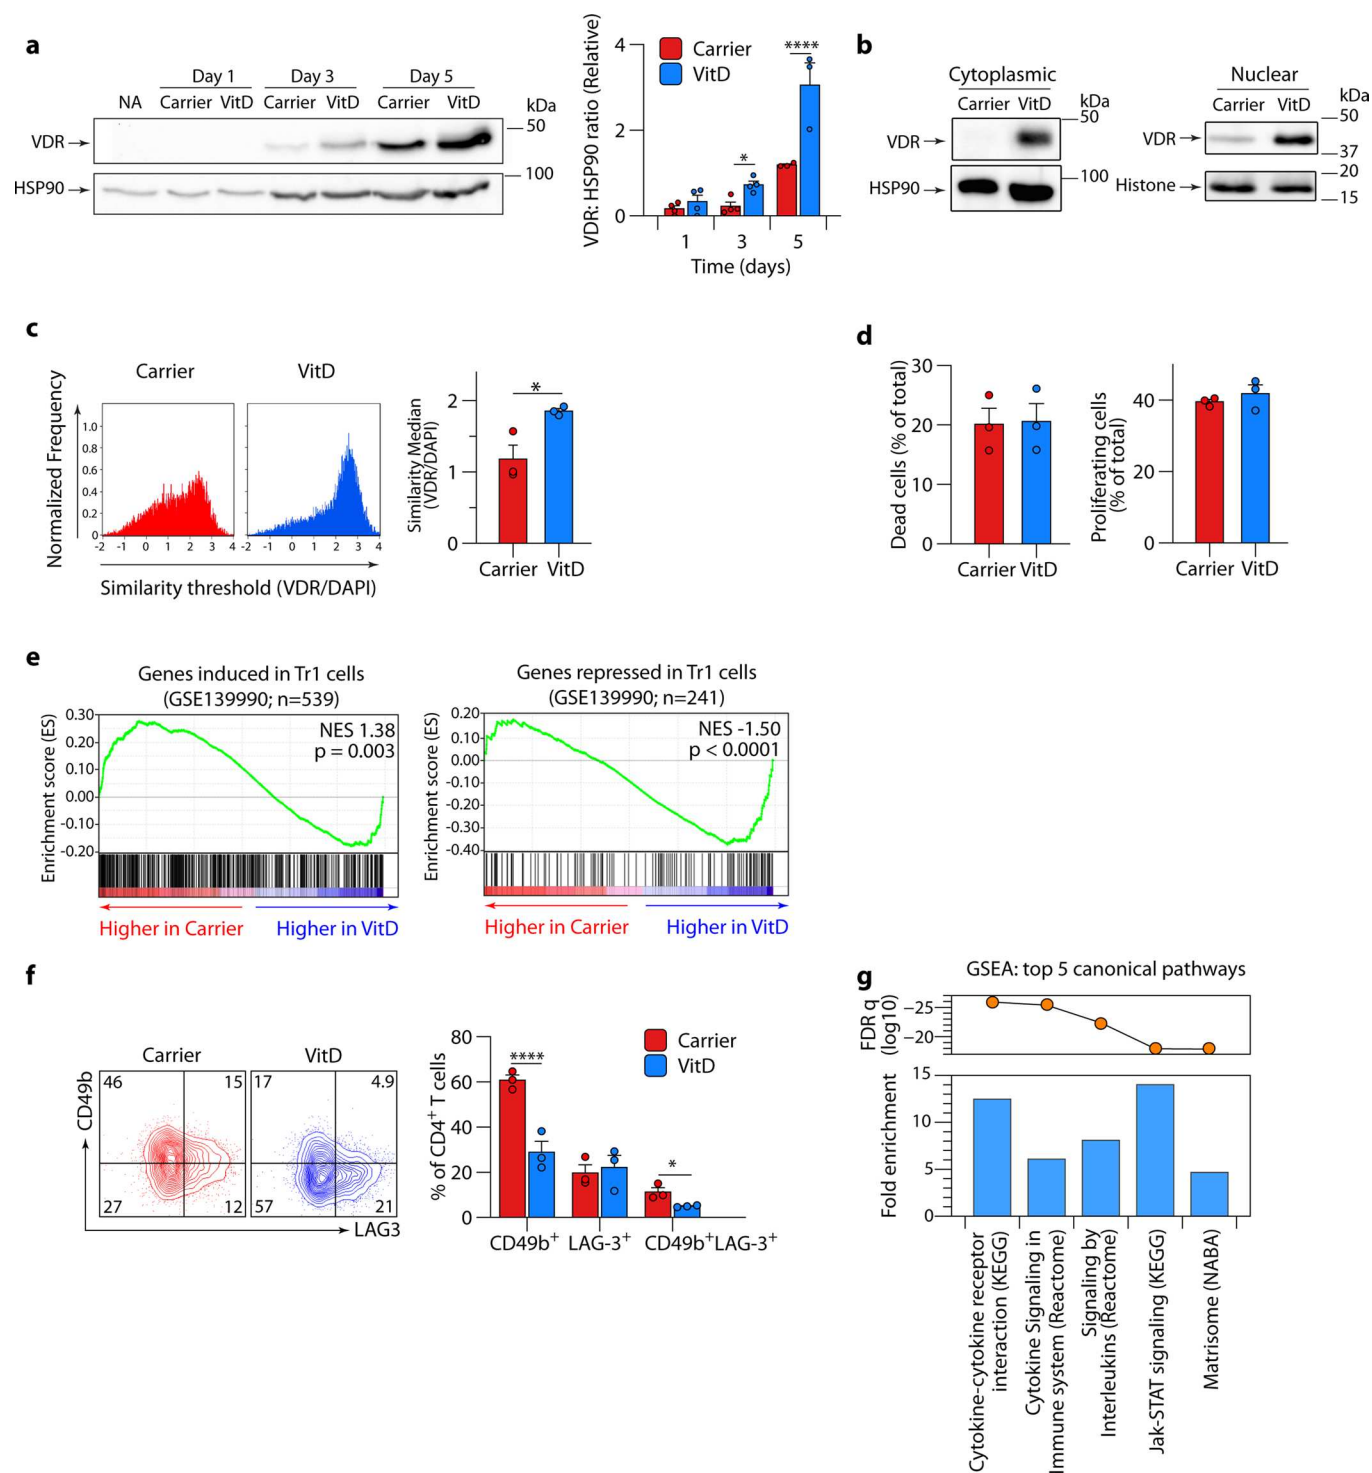 a
Day 1 Day 3 Day 5
NA Carrier VitD Carrier VitD Carrier VitD kDa
VDR 50
HSP90 100
VDR: HSP90 ratio (Relative)
4
2
0
Carrier
VitD
* ****
1 3 5
Time (days)
b
Cytoplasmic
Carrier VitD kDa
VDR 50
HSP90 100
Nuclear
Carrier VitD kDa
50
VDR
37
20
Histone
15
c
Carrier VitD
Normalized Frequency
1.0
0.8
0.6
0.4
0.2
0
-2 -1 0 1 2 3 4 -2 -1 0 1 2 3 4
Similarity threshold (VDR/DAPI)
Similarity Median
(VDR/DAPI)
2
1
0
*
Carrier VitD
d
Dead cells (% of total)
30
20
10
0
Carrier VitD
Proliferating cells
(% of total)
40
20
0
Carrier VitD
e
Genes induced in Tr1 cells
(GSE139990; n=539)
Enrichment score (ES)
0.30
0.20
0.10
0.00
-0.10
-0.20
NES 1.38
p = 0.003
Higher in Carrier Higher in VitD
Genes repressed in Tr1 cells
(GSE139990; n=241)
Enrichment score (ES)
0.20
0.10
0.00
-0.10
-0.20
-0.30
-0.40
NES -1.50
p < 0.0001
Higher in Carrier Higher in VitD
f
Carrier VitD
CD49b
46 15 17 4.9
27 12 57 21
LAG3
% of CD4+ T cells
80
60
40
20
0
Carrier
VitD
**** *
CD49b+ LAG-3+ CD49b+LAG-3+
g
GSEA: top 5 canonical pathways
FDR q
(log10)
−25
−20
Fold enrichment
15
10
5
0
Cytokine-cytokine receptor
interaction (KEGG)
Cytokine Signaling in
Immune system (Reactome)
Signaling by
Interleukins (Reactome)
Jak-STAT signaling (KEGG)
Matrisome (NABA)